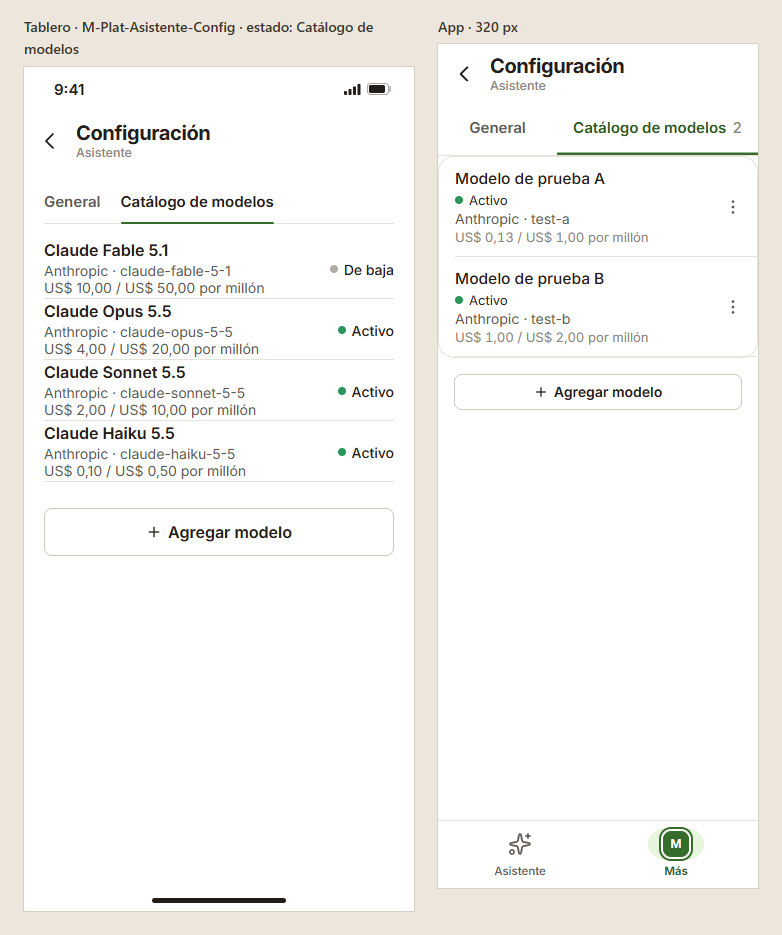 Tablero · M-Plat-Asistente-Config · estado: Catálogo de
modelos
9:41
Configuración
Asistente
General
Catálogo de modelos
Claude Fable 5.1
Anthropic · claude-fable-5-1
US$ 10,00 / US$ 50,00 por millón
De baja
Claude Opus 5.5
Anthropic · claude-opus-5-5
US$ 4,00 / US$ 20,00 por millón
Activo
Claude Sonnet 5.5
Anthropic · claude-sonnet-5-5
US$ 2,00 / US$ 10,00 por millón
Activo
Claude Haiku 5.5
Anthropic · claude-haiku-5-5
US$ 0,10 / US$ 0,50 por millón
Activo
+ Agregar modelo
App · 320 px
Configuración
Asistente
General
Catálogo de modelos 2
Modelo de prueba A
Activo
Anthropic · test-a
US$ 0,13 / US$ 1,00 por millón
Modelo de prueba B
Activo
Anthropic · test-b
US$ 1,00 / US$ 2,00 por millón
+ Agregar modelo
Asistente
M
Más